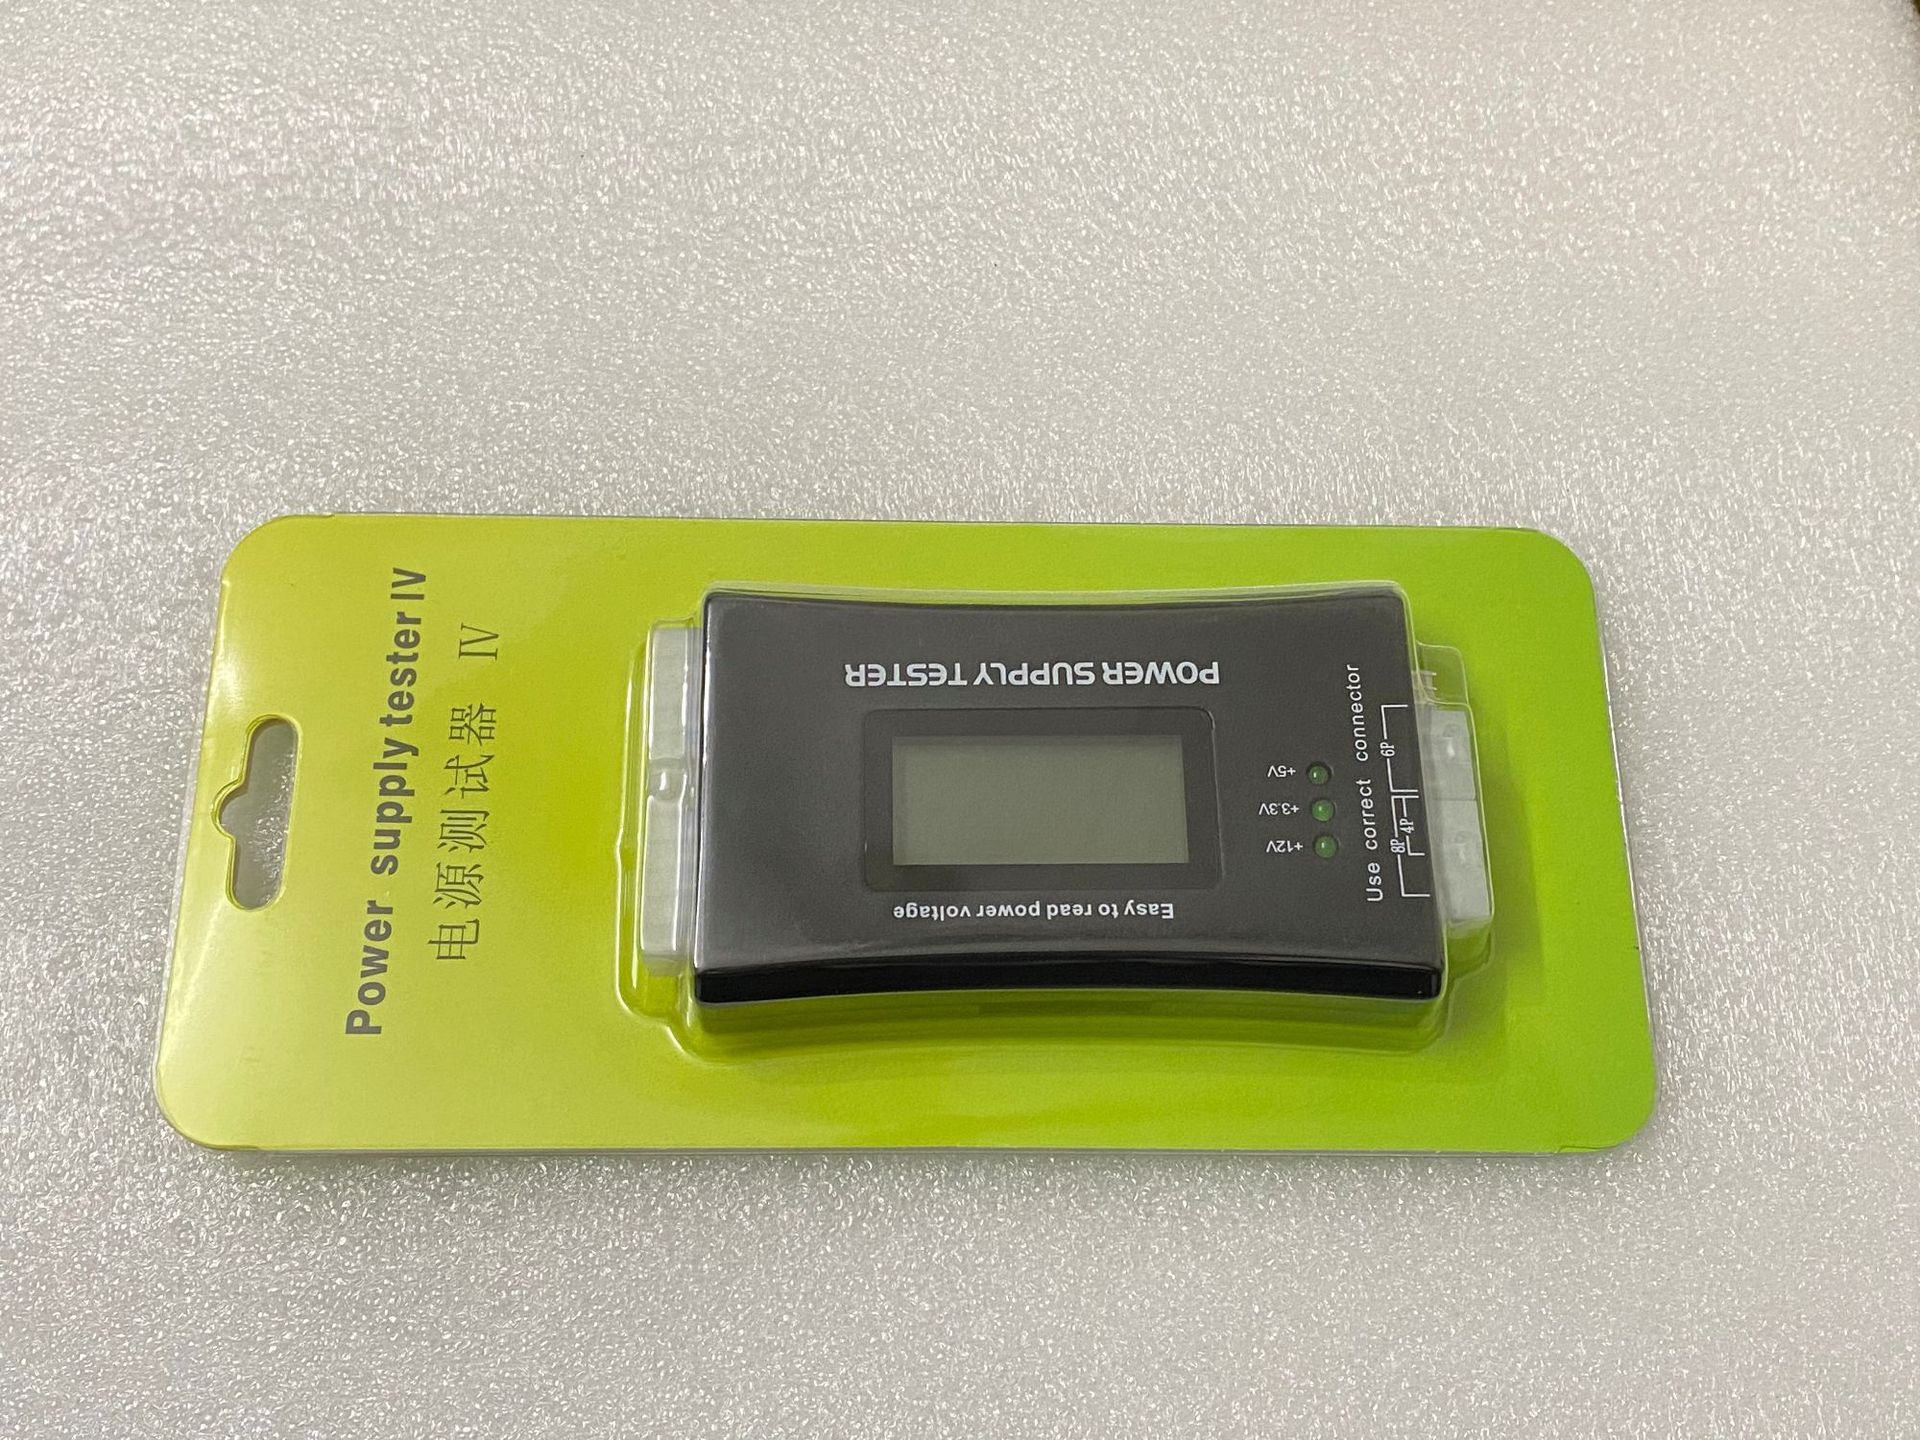 Power supply tester IV
电源测试器 IV
POWER SUPPLY TESTER
Easy to read power voltage
+5V
+3.3V
+12V
Use correct connector
8P
4P
6P